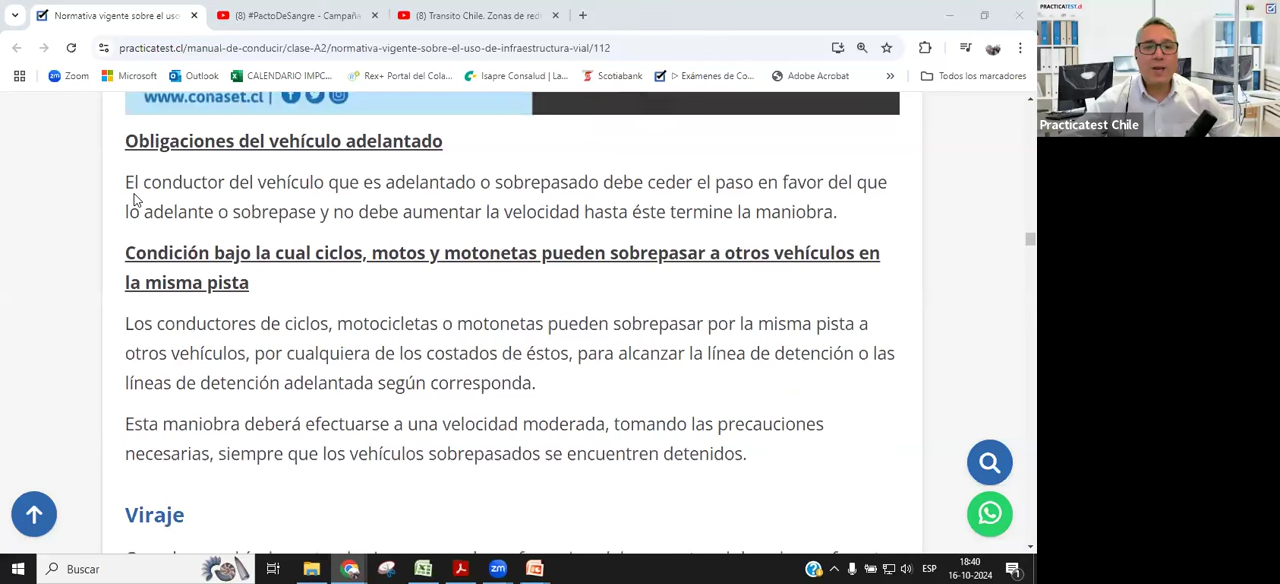 Normativa vigente sobre el uso
(8) #PactoDeSangre - Campaña
(8) Transito Chile. Zonas de red
practicatest.cl/manual-de-conducir/clase-A2/normativa-vigente-sobre-el-uso-de-infraestructura-vial/112
Zoom
Microsoft
Outlook
CALENDARIO IMPC...
Rex+ Portal del Cola...
Isapre Consalud | La...
Scotiabank
Exámenes de Co...
Adobe Acrobat
Todos los marcadores
PRACTICATEST.cl
Practicatest Chile
www.conaset.cl |
Obligaciones del vehículo adelantado
El conductor del vehículo que es adelantado o sobrepasado debe ceder el paso en favor del que
lo adelante o sobrepase y no debe aumentar la velocidad hasta éste termine la maniobra.
Condición bajo la cual ciclos, motos y motonetas pueden sobrepasar a otros vehículos en
la misma pista
Los conductores de ciclos, motocicletas o motonetas pueden sobrepasar por la misma pista a
otros vehículos, por cualquiera de los costados de éstos, para alcanzar la línea de detención o las
líneas de detención adelantada según corresponda.
Esta maniobra deberá efectuarse a una velocidad moderada, tomando las precauciones
necesarias, siempre que los vehículos sobrepasados se encuentren detenidos.
Viraje
Buscar
ESP
18:40
16-10-2024